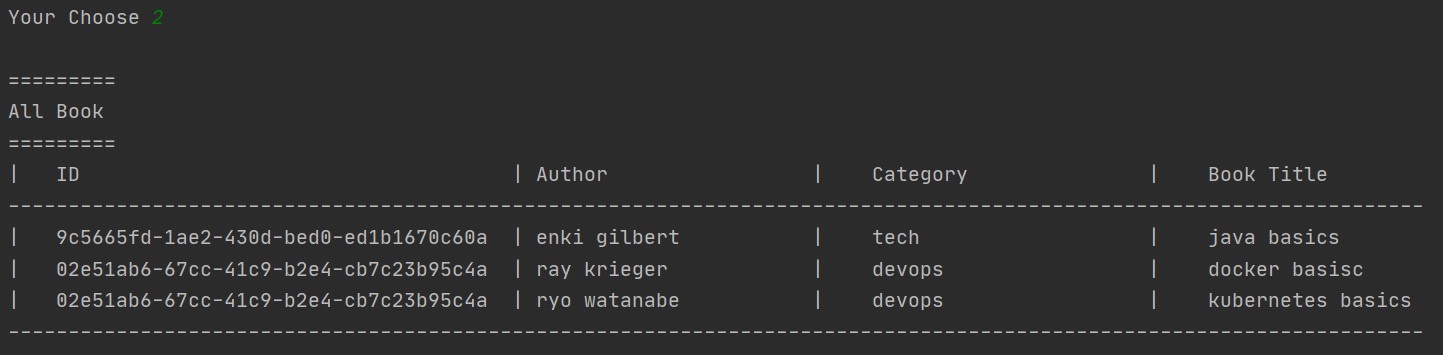 Your Choose 2
=========
All Book
=========
|   ID                                    | Author                 |    Category               |    Book Title
----------------------------------------------------------------------------------------------------------------------
|   9c5665fd-1ae2-430d-bed0-ed1b1670c60a  | enki gilbert           |    tech                   |    java basics
|   02e51ab6-67cc-41c9-b2e4-cb7c23b95c4a  | ray krieger            |    devops                 |    docker basisc
|   02e51ab6-67cc-41c9-b2e4-cb7c23b95c4a  | ryo watanabe           |    devops                 |    kubernetes basics
----------------------------------------------------------------------------------------------------------------------